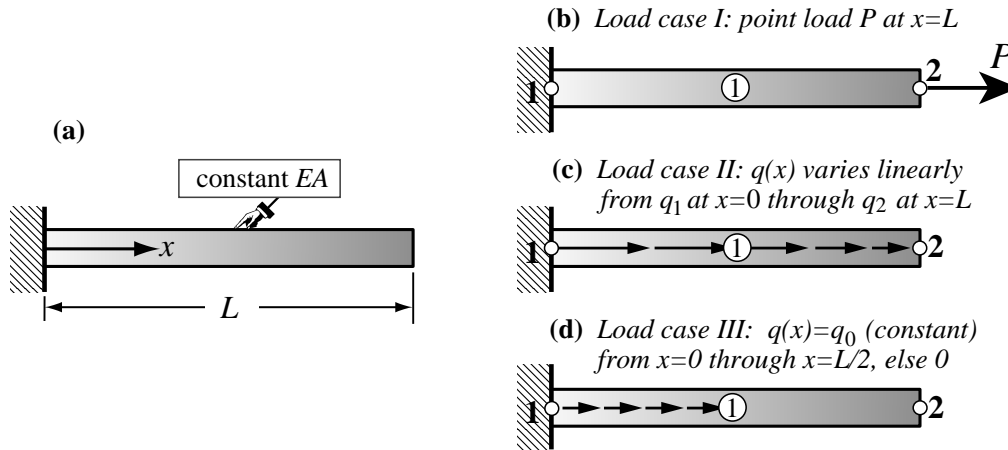 (a)
constant EA
x
L
(b) Load case I: point load P at x=L
1
1
2
P
(c) Load case II: q(x) varies linearly
from q₁ at x=0 through q₂ at x=L
1
1
2
(d) Load case III: q(x)=q₀ (constant)
from x=0 through x=L/2, else 0
1
1
2